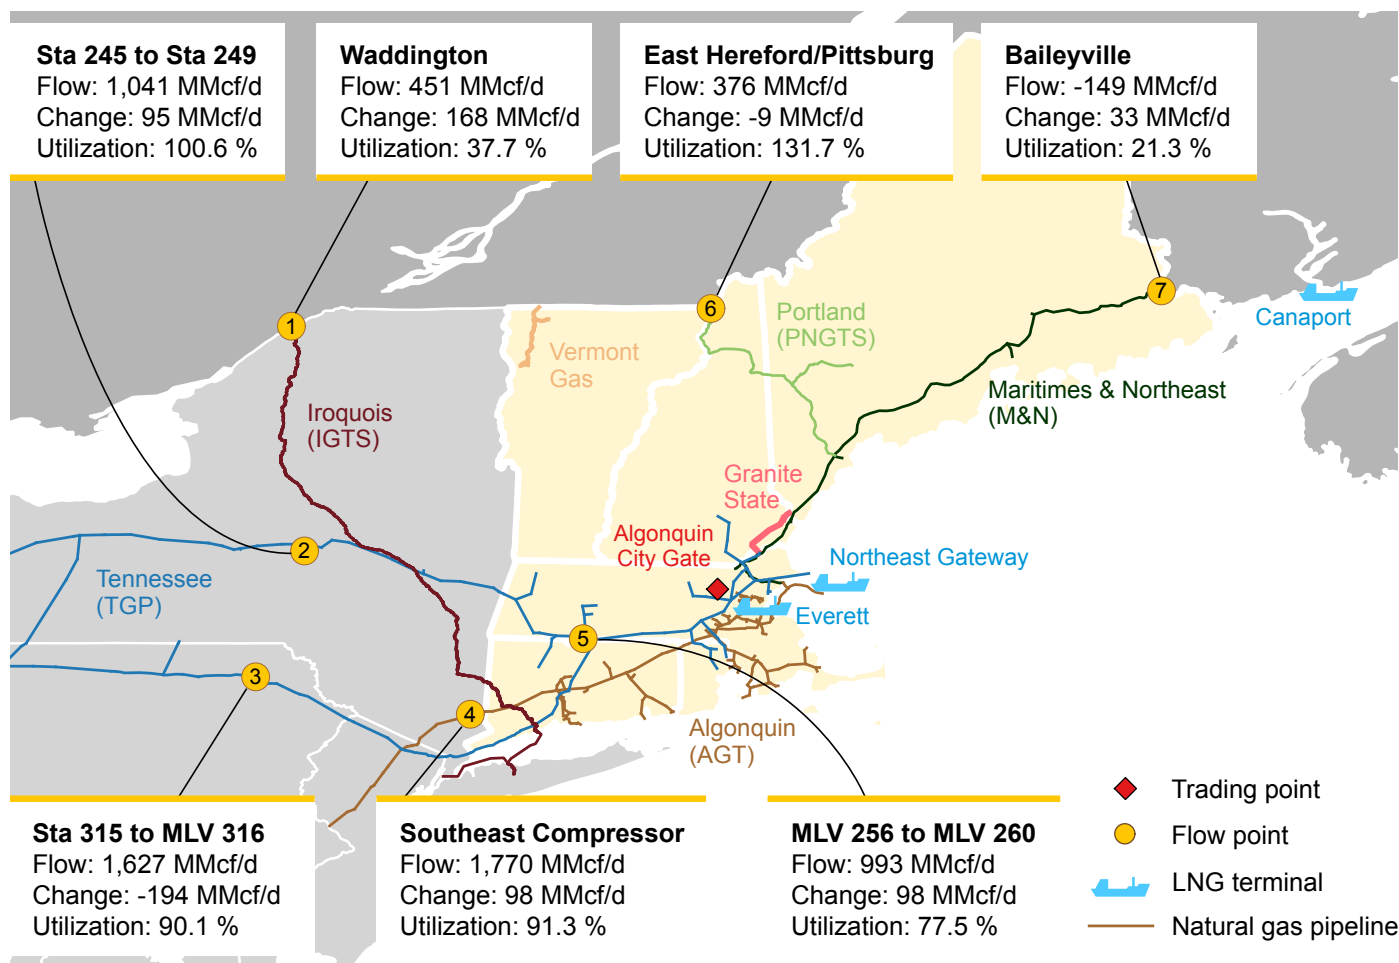 Sta 245 to Sta 249
Flow: 1,041 MMcf/d
Change: 95 MMcf/d
Utilization: 100.6 %
Waddington
Flow: 451 MMcf/d
Change: 168 MMcf/d
Utilization: 37.7 %
East Hereford/Pittsburg
Flow: 376 MMcf/d
Change: -9 MMcf/d
Utilization: 131.7 %
Baileyville
Flow: -149 MMcf/d
Change: 33 MMcf/d
Utilization: 21.3 %
7
6
1
Canaport
Portland
(PNGTS)
Vermont
Gas
Maritimes & Northeast
(M&N)
Iroquois
(IGTS)
Granite
State
Algonquin
City Gate
2
Northeast Gateway
Tennessee
(TGP)
Everett
5
3
4
Algonquin
(AGT)
Sta 315 to MLV 316
Flow: 1,627 MMcf/d
Change: -194 MMcf/d
Utilization: 90.1 %
Southeast Compressor
Flow: 1,770 MMcf/d
Change: 98 MMcf/d
Utilization: 91.3 %
MLV 256 to MLV 260
Flow: 993 MMcf/d
Change: 98 MMcf/d
Utilization: 77.5 %
Trading point
Flow point
LNG terminal
Natural gas pipeline